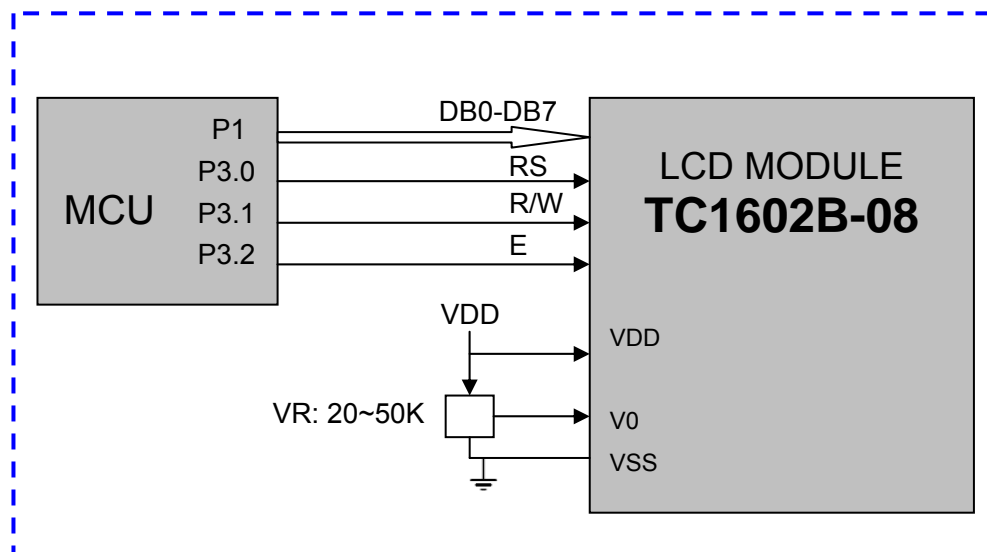 MCU
P1
P3.0
P3.1
P3.2
DB0-DB7
RS
R/W
E
LCD MODULE
TC1602B-08
VDD
VDD
VR: 20~50K
V0
VSS